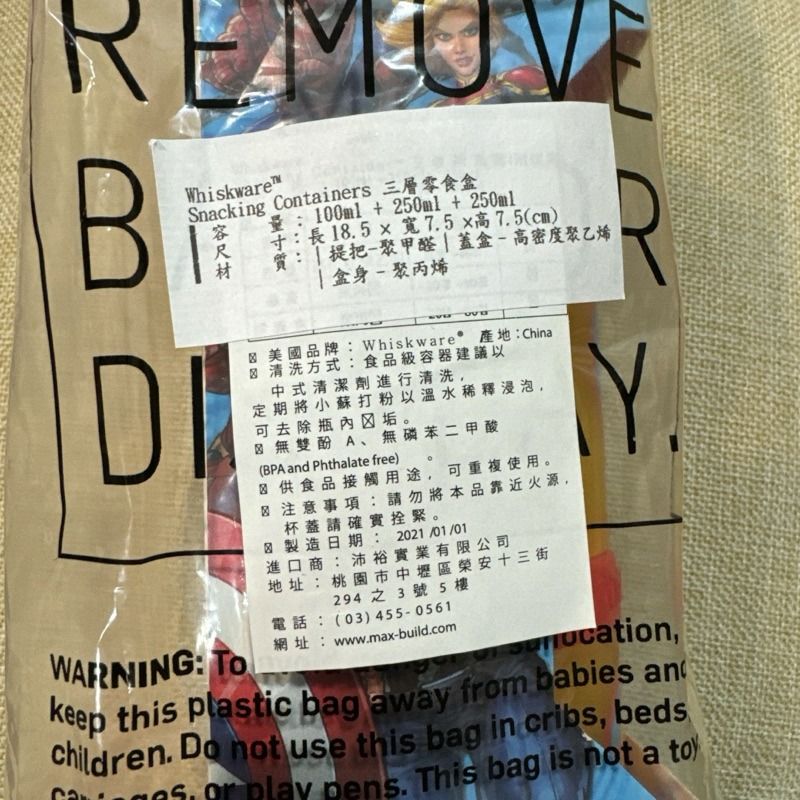 REMOVE
B
R
DI
AY.
Whiskware™
Snacking Containers 三層零食盒
容 量：100ml + 250ml + 250ml
尺 寸：長 18.5 × 寬 7.5 ×高 7.5(cm)
材 質：| 提把-聚甲醛 | 蓋盒 - 高密度聚乙烯
| 盒身 - 聚丙烯
美國品牌：Whiskware® 產地：China
清洗方式：食品級容器建議以
中式清潔劑進行清洗，
定期將小蘇打粉以溫水稀釋浸泡，
可去除瓶內垢。
無雙酚 A、無磷苯二甲酸
(BPA and Phthalate free) 。
供食品接觸用途，可重複使用。
注意事項：請勿將本品靠近火源，
杯蓋請確實拴緊。
製造日期：2021 /01/01
進口商：沛裕實業有限公司
地址：桃園市中壢區榮安十三街
294 之 3 號 5 樓
電話：(03)455-0561
網址：www.max-build.com
WARNING: To
suffocation,
keep this plastic bag away from babies and
children. Do not use this bag in cribs, beds,
or play pens. This bag is not a toy